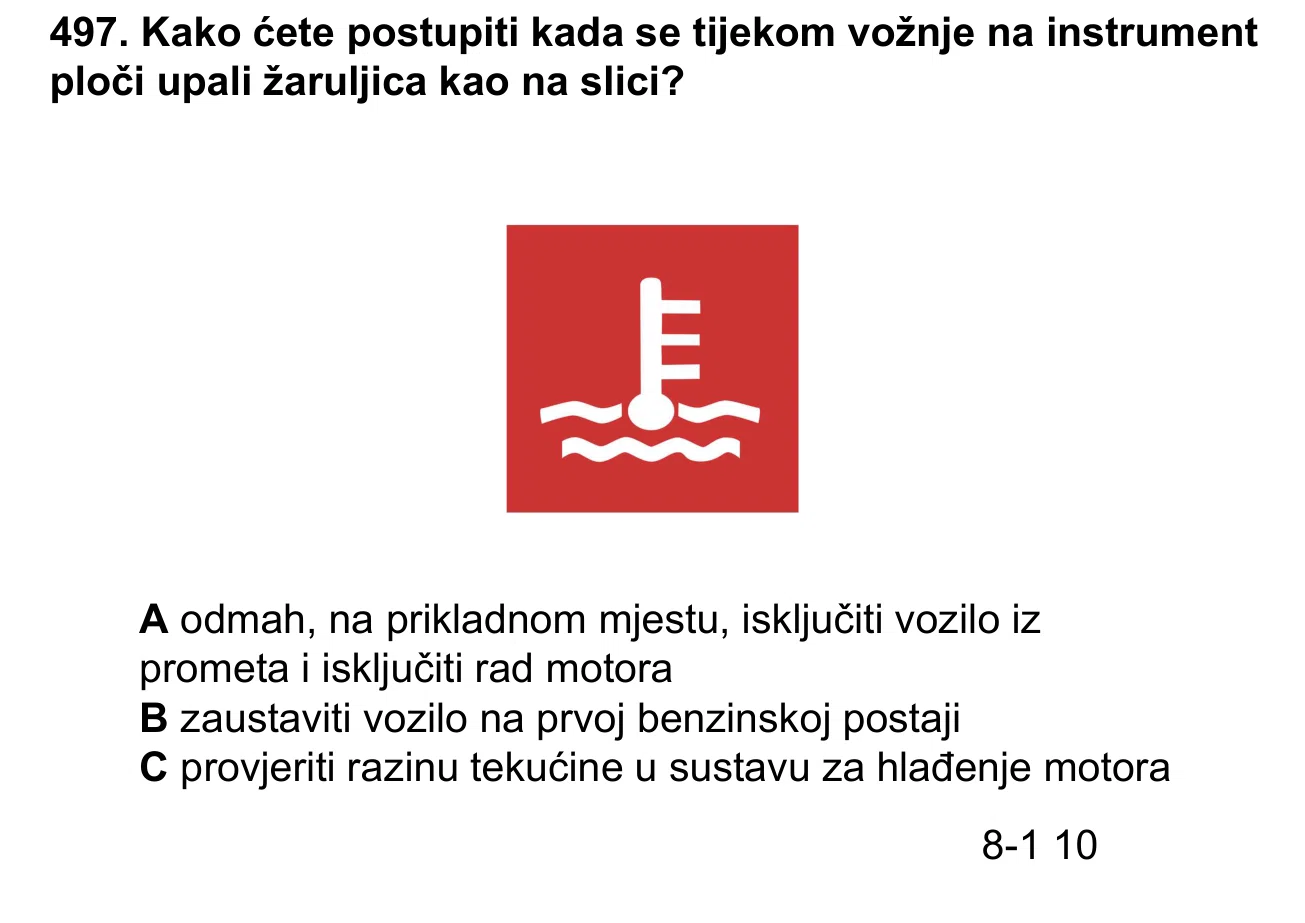 497. Kako ćete postupiti kada se tijekom vožnje na instrument
ploči upali žaruljica kao na slici?
A odmah, na prikladnom mjestu, isključiti vozilo iz
prometa i isključiti rad motora
B zaustaviti vozilo na prvoj benzinskoj postaji
C provjeriti razinu tekućine u sustavu za hlađenje motora
8-1 10